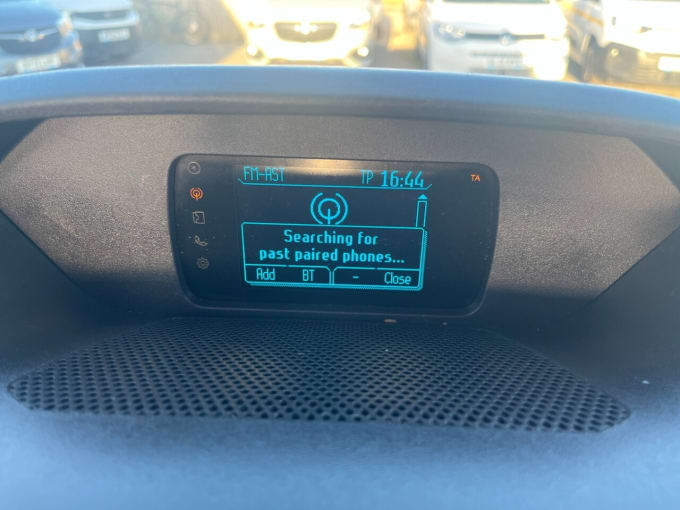 FM-AST TP 16:44 TA
Searching for
past paired phones...
Add BT - Close